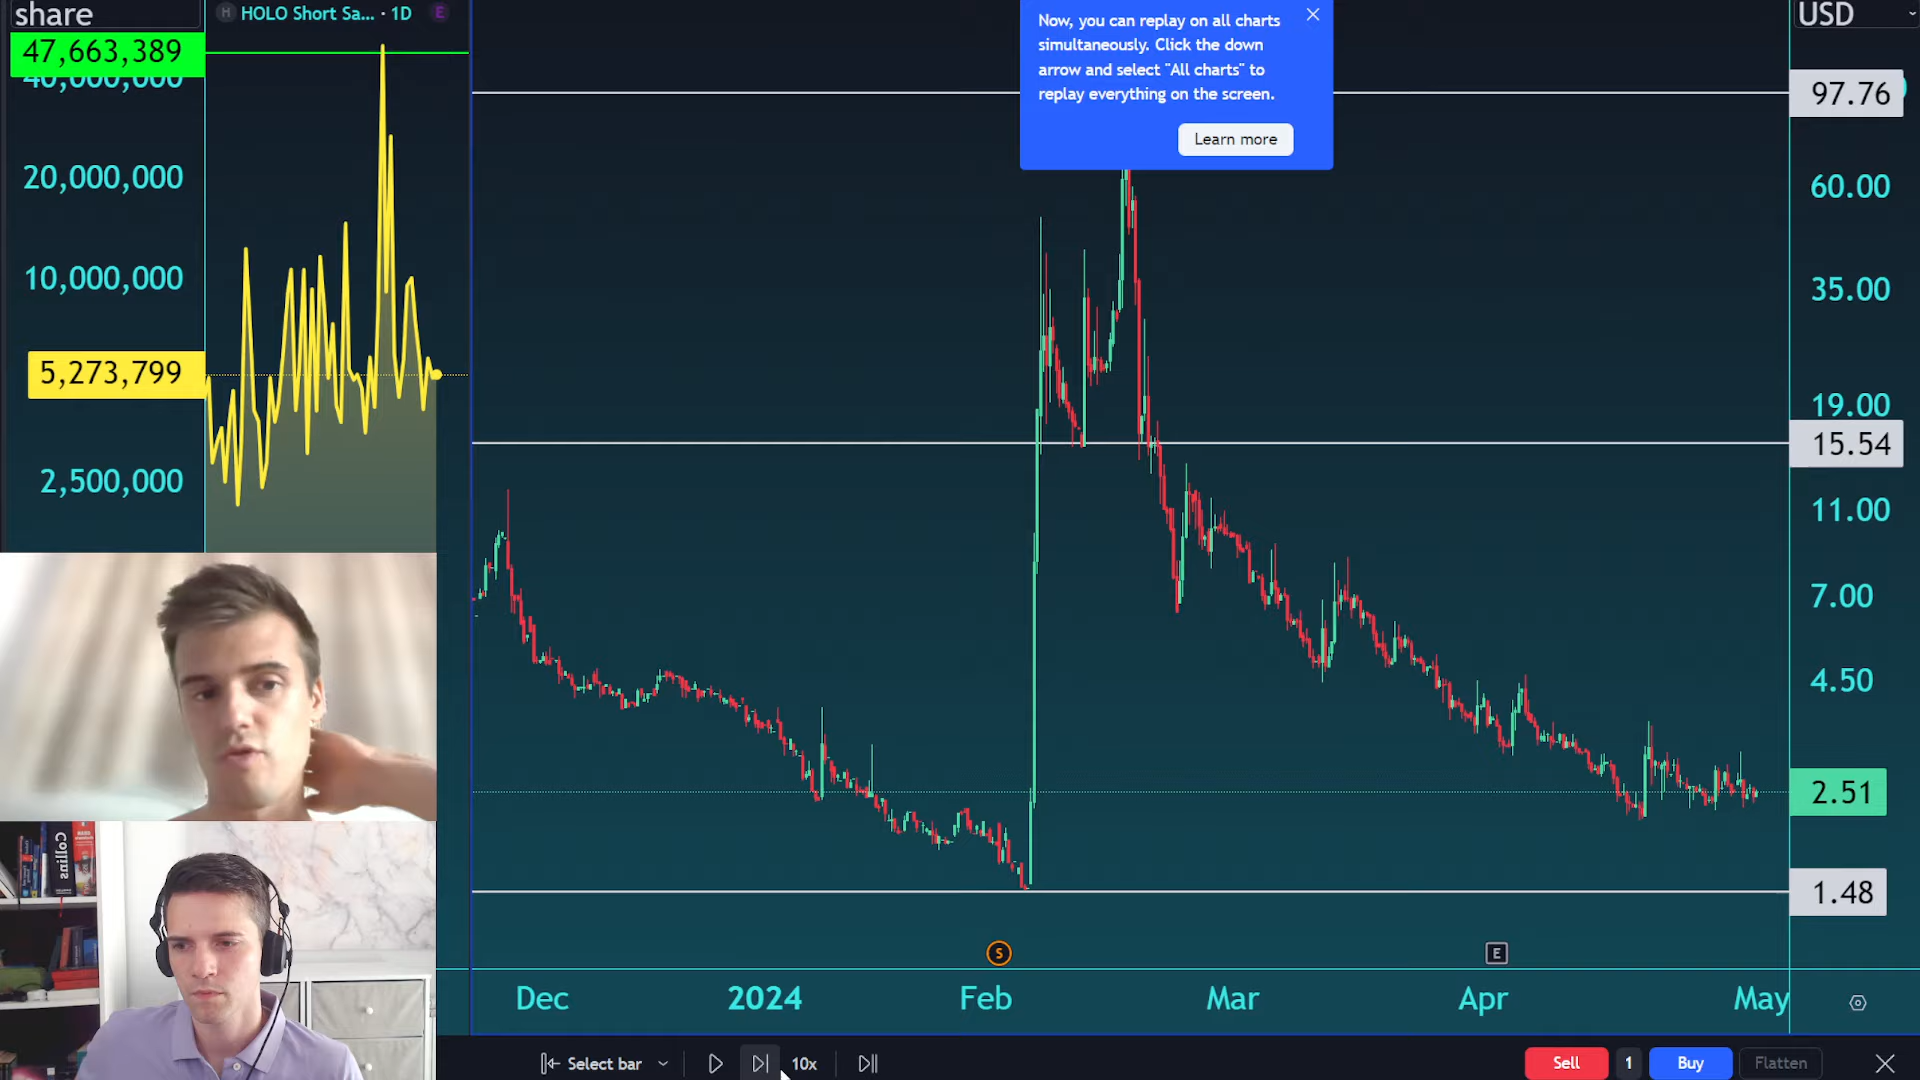 share
47,663,389
40,000,000
20,000,000
10,000,000
5,273,799
2,500,000
H HOLO Short Sa... · 1D E
Now, you can replay on all charts
simultaneously. Click the down
arrow and select "All charts" to
replay everything on the screen.
Learn more
USD
97.76
60.00
35.00
19.00
15.54
11.00
7.00
4.50
2.51
1.48
S
E
Dec
2024
Feb
Mar
Apr
May
Collins
Select bar
10x
Sell
1
Buy
Flatten